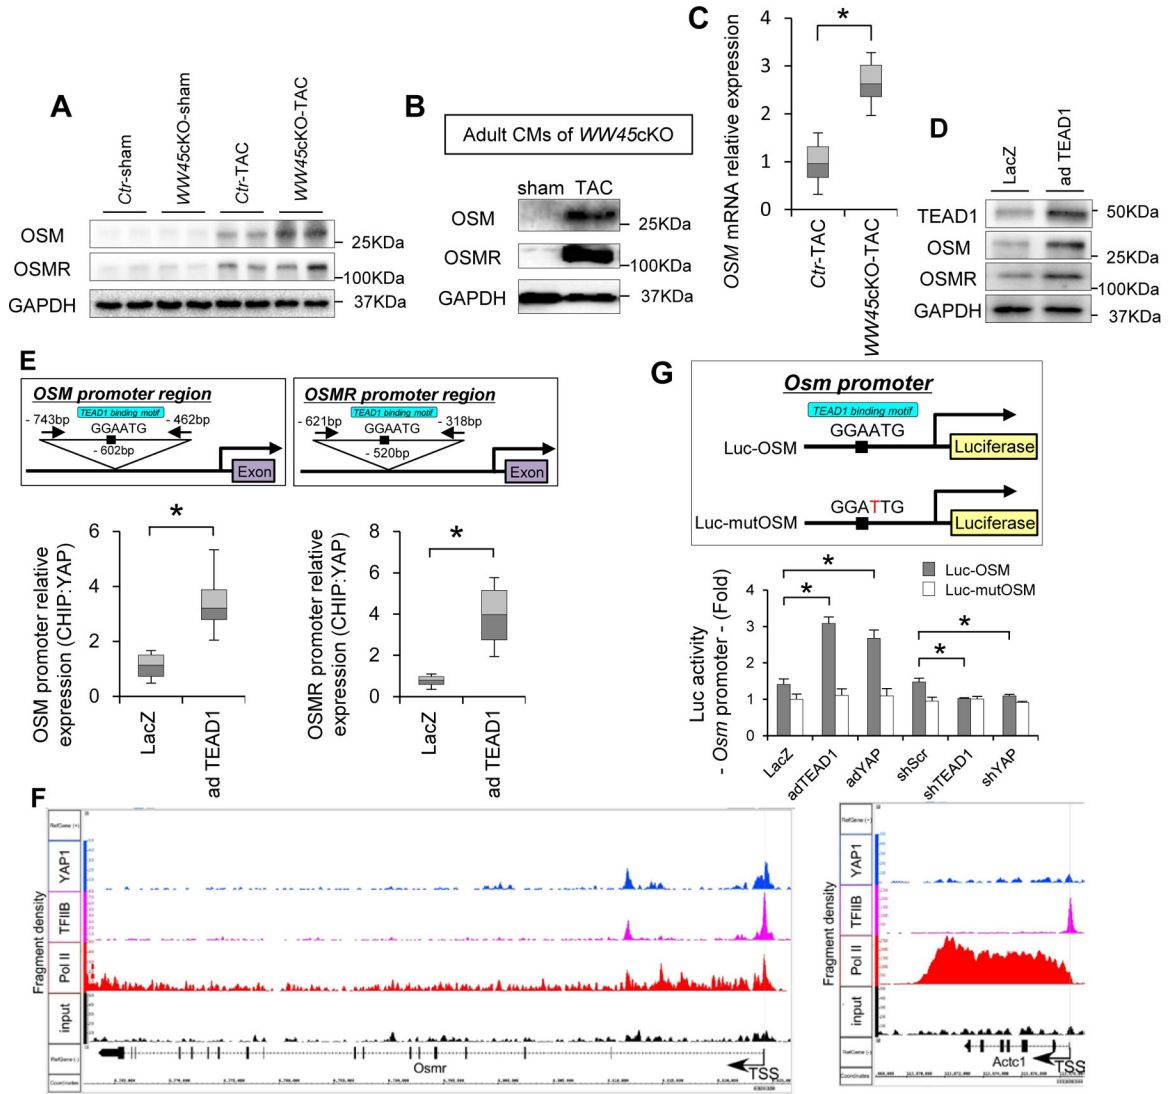 A
Ctr-sham
WW45cKO-sham
Ctr-TAC
WW45cKO-TAC
OSM
25KDa
OSMR
100KDa
GAPDH
37KDa
B
Adult CMs of WW45cKO
sham TAC
OSM
25KDa
OSMR
100KDa
GAPDH
37KDa
C
OSM mRNA relative expression
4
3
2
1
0
*
Ctr-TAC
WW45cKO-TAC
D
LacZ
ad TEAD1
TEAD1
50KDa
OSM
25KDa
OSMR
100KDa
GAPDH
37KDa
E
OSM promoter region
TEAD1 binding motif
- 743bp
GGAATG
- 462bp
- 602bp
Exon
OSMR promoter region
TEAD1 binding motif
- 621bp
GGAATG
- 318bp
- 520bp
Exon
OSM promoter relative
expression (CHIP:YAP)
6
4
2
0
*
LacZ
ad TEAD1
OSMR promoter relative
expression (CHIP:YAP)
8
6
4
2
0
*
LacZ
ad TEAD1
G
Osm promoter
TEAD1 binding motif
GGAATG
Luc-OSM
Luciferase
GGATTG
Luc-mutOSM
Luciferase
Luc activity
- Osm promoter - (Fold)
4
3
2
1
0
*
*
*
*
Luc-OSM
Luc-mutOSM
LacZ
adTEAD1
adYAP
shScr
shTEAD1
shYAP
F
Fragment density
RefGene (+)
YAP1
TFIIB
Pol II
input
RefGene (-)
Coordinates
Osmr
TSS
Fragment density
RefGene (+)
YAP1
TFIIB
Pol II
input
RefGene (-)
Coordinates
Actc1
TSS